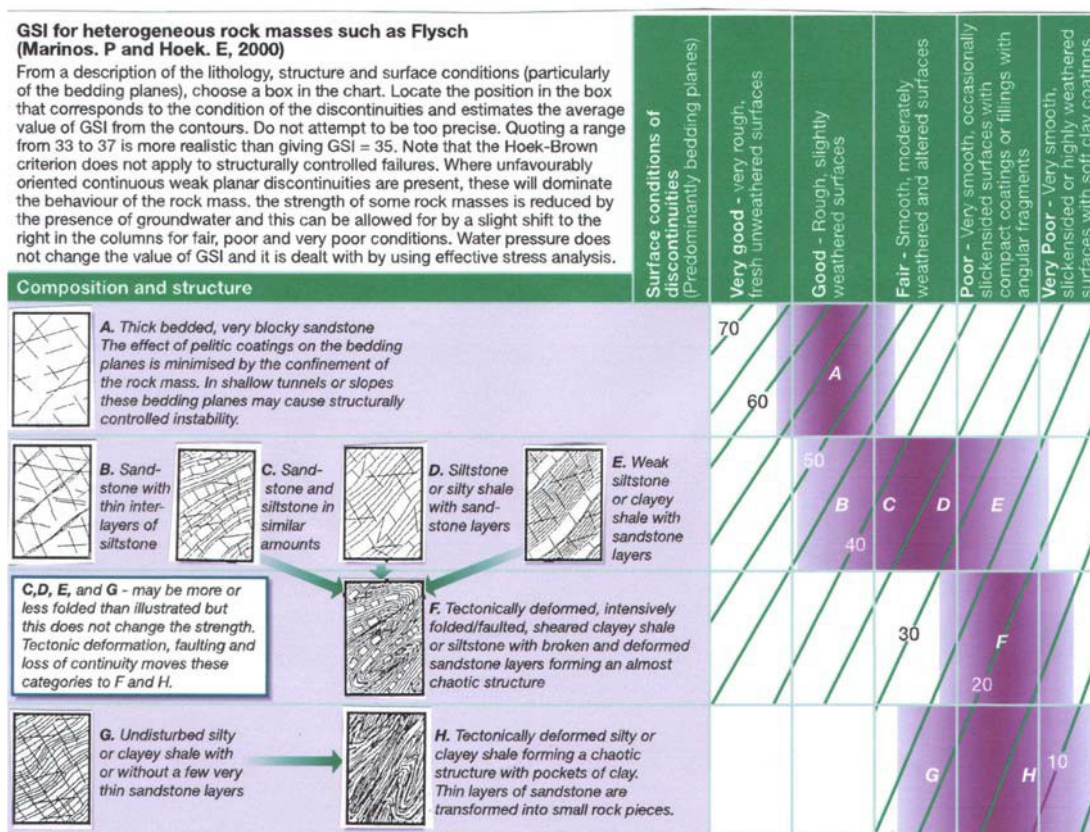 GSI for heterogeneous rock masses such as Flysch
(Marinos. P and Hoek. E, 2000)
From a description of the lithology, structure and surface conditions (particularly
of the bedding planes), choose a box in the chart. Locate the position in the box
that corresponds to the condition of the discontinuities and estimates the average
value of GSI from the contours. Do not attempt to be too precise. Quoting a range
from 33 to 37 is more realistic than giving GSI = 35. Note that the Hoek-Brown
criterion does not apply to structurally controlled failures. Where unfavourably
oriented continuous weak planar discontinuities are present, these will dominate
the behaviour of the rock mass. the strength of some rock masses is reduced by
the presence of groundwater and this can be allowed for by a slight shift to the
right in the columns for fair, poor and very poor conditions. Water pressure does
not change the value of GSI and it is dealt with by using effective stress analysis.
Surface conditions of
discontinuities
(Predominantly bedding planes)
Very good - very rough,
fresh unweathered surfaces
Good - Rough, slightly
weathered surfaces
Fair - Smooth, moderately
weathered and altered surfaces
Poor - Very smooth, occasionally
slickensided surfaces with
compact coatings or fillings with
angular fragments
Very Poor - Very smooth,
slickensided or highly weathered
surfaces with soft clay coatings
Composition and structure
A. Thick bedded, very blocky sandstone
The effect of pelitic coatings on the bedding
planes is minimised by the confinement of
the rock mass. In shallow tunnels or slopes
these bedding planes may cause structurally
controlled instability.
70
60
A
B. Sand-
stone with
thin inter-
layers of
siltstone
C. Sand-
stone and
siltstone in
similar
amounts
D. Siltstone
or silty shale
with sand-
stone layers
E. Weak
siltstone
or clayey
shale with
sandstone
layers
50
B
C
D
E
40
C,D, E, and G - may be more or
less folded than illustrated but
this does not change the strength.
Tectonic deformation, faulting and
loss of continuity moves these
categories to F and H.
F. Tectonically deformed, intensively
folded/faulted, sheared clayey shale
or siltstone with broken and deformed
sandstone layers forming an almost
chaotic structure
30
F
20
G. Undisturbed silty
or clayey shale with
or without a few very
thin sandstone layers
H. Tectonically deformed silty or
clayey shale forming a chaotic
structure with pockets of clay.
Thin layers of sandstone are
transformed into small rock pieces.
G
H
10